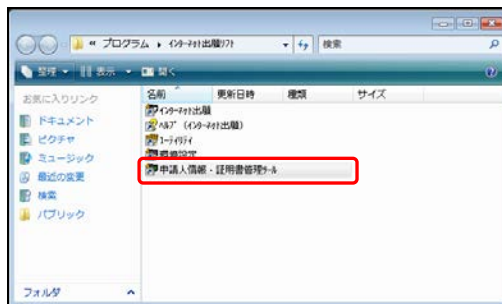 « プログラム ▸ ｲﾝﾀｰﾈｯﾄ出願ｿﾌﾄ
検索
整理
表示
開く
お気に入りリンク
ドキュメント
ピクチャ
ミュージック
最近の変更
検索
パブリック
フォルダ
名前 更新日時 種類 サイズ
ｲﾝﾀｰﾈｯﾄ出願
ﾍﾙﾌﾟ (ｲﾝﾀｰﾈｯﾄ出願)
ﾕｰﾃｨﾘﾃｨ
環境設定
申請人情報・証明書管理ﾂｰﾙ